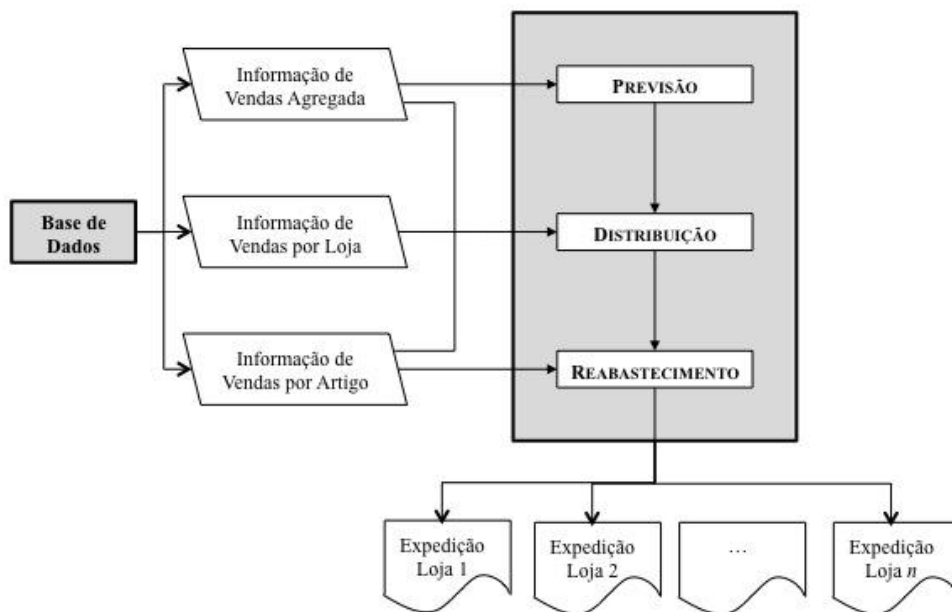 Informação de
Vendas Agregada
PREVISÃO
Base de
Dados
Informação de
Vendas por Loja
DISTRIBUIÇÃO
Informação de
Vendas por Artigo
REABASTECIMENTO
Expedição
Loja 1
Expedição
Loja 2
...
Expedição
Loja n